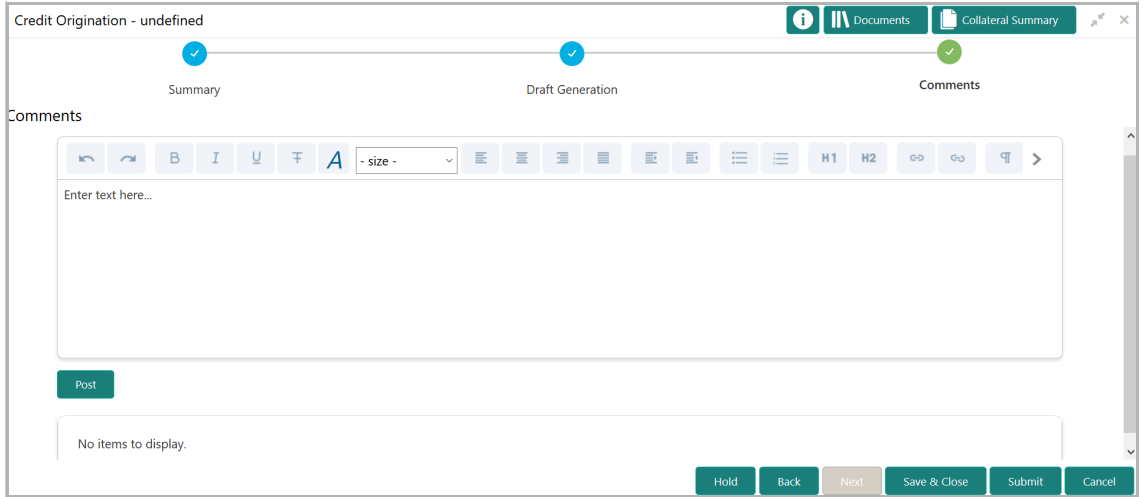 Credit Origination - undefined
i Documents Collateral Summary
Summary Draft Generation Comments
Comments
B I U T A - size - H1 H2 ¶
Enter text here...
Post
No items to display.
Hold Back Next Save & Close Submit Cancel